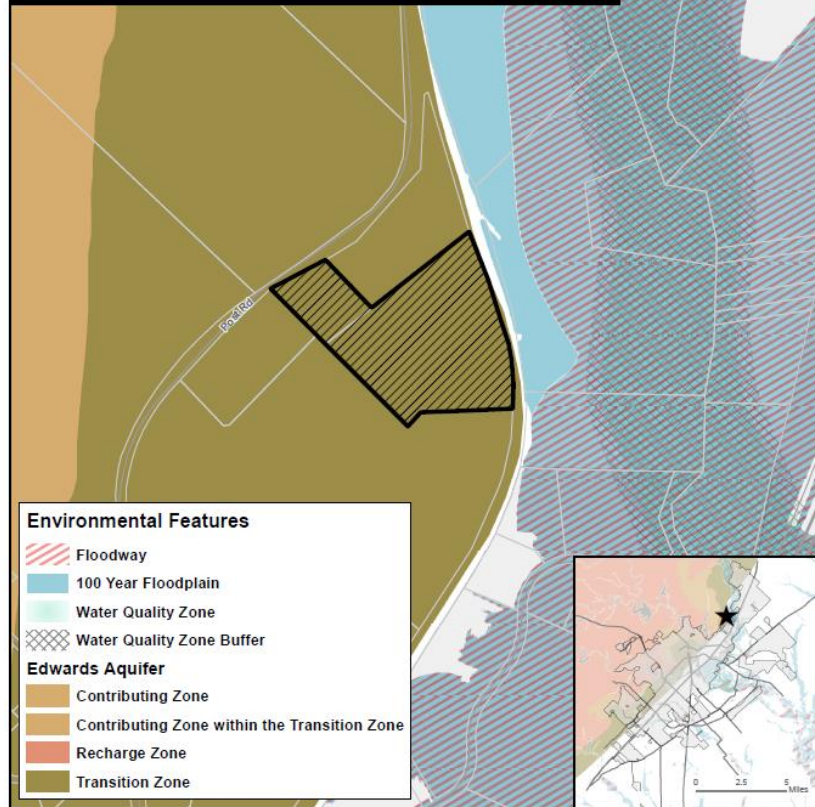 Post Rd
Environmental Features
Floodway
100 Year Floodplain
Water Quality Zone
Water Quality Zone Buffer
Edwards Aquifer
Contributing Zone
Contributing Zone within the Transition Zone
Recharge Zone
Transition Zone
0 2.5 5
Miles